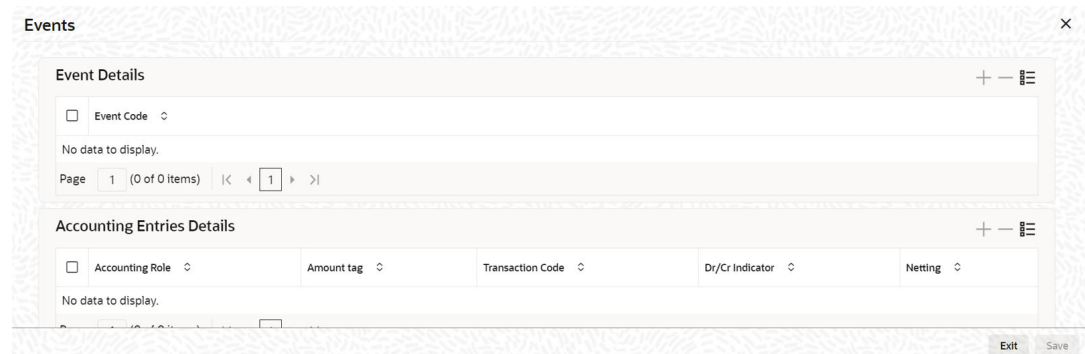 Events
Event Details
Event Code
No data to display.
Page 1 (0 of 0 items) 1
Accounting Entries Details
Accounting Role Amount tag Transaction Code Dr/Cr Indicator Netting
No data to display.
Exit Save